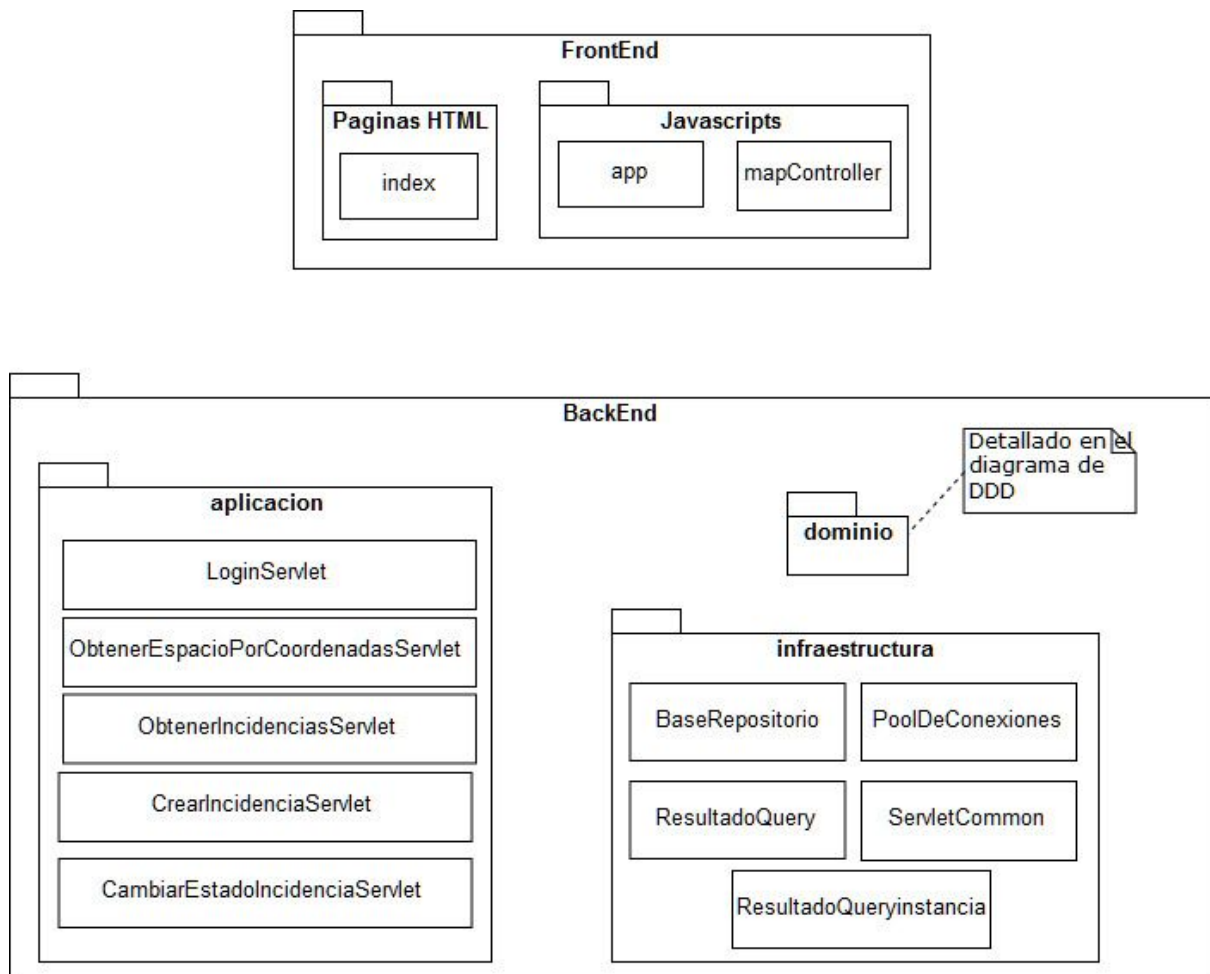 FrontEnd
Paginas HTML
index
Javascripts
app
mapController
BackEnd
aplicacion
LoginServlet
ObtenerEspacioPorCoordenadasServlet
ObtenerIncidenciasServlet
CrearIncidenciaServlet
CambiarEstadoIncidenciaServlet
Detallado en el
diagrama de
DDD
dominio
infraestructura
BaseRepositorio
PoolDeConexiones
ResultadoQuery
ServletCommon
ResultadoQueryinstancia